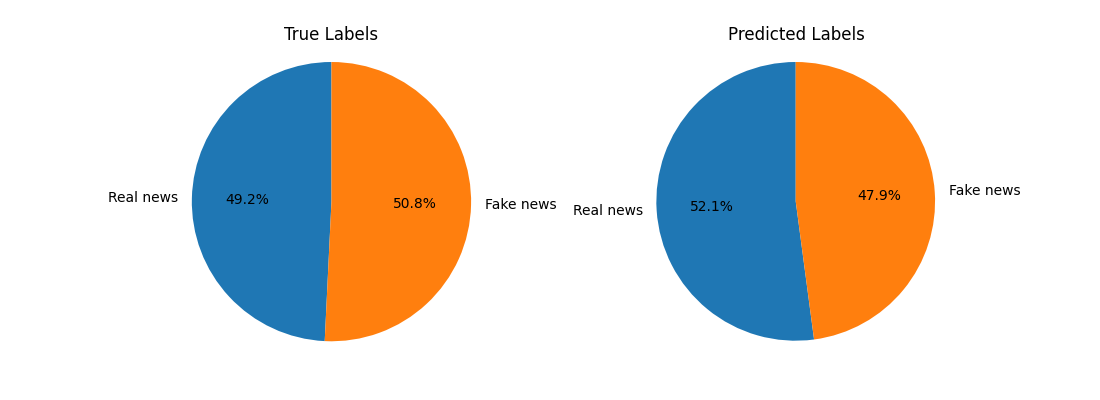 True Labels
Real news
49.2%
50.8%
Fake news
Predicted Labels
Real news
52.1%
47.9%
Fake news